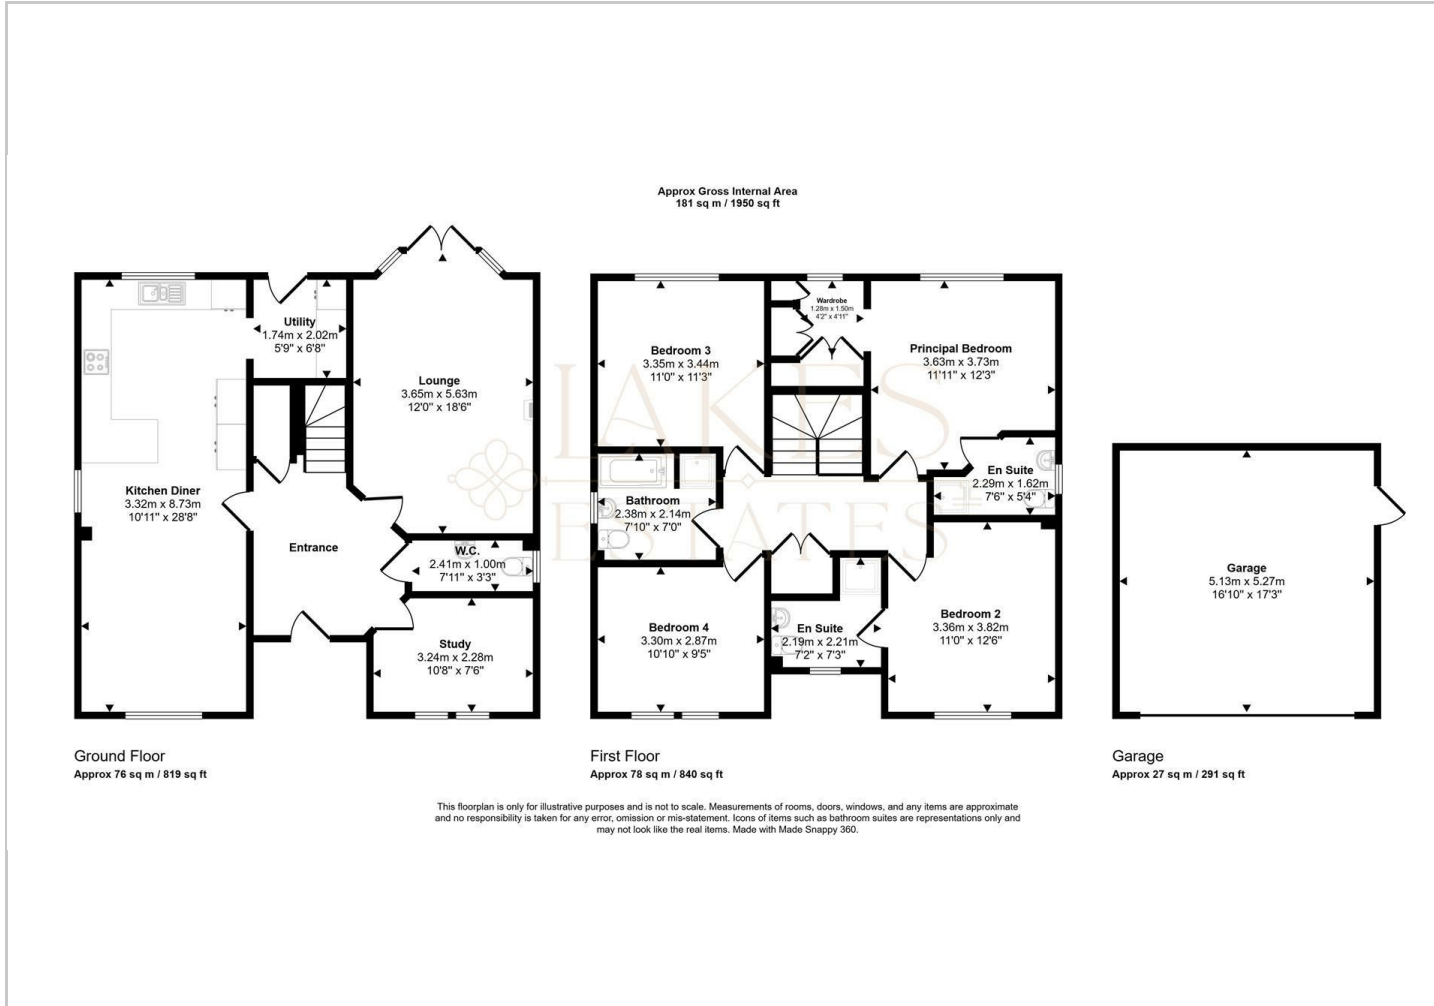 Approx Gross Internal Area
181 sq m / 1950 sq ft
Utility
1.74m x 2.02m
5'9" x 6'8"
Lounge
3.65m x 5.63m
12'0" x 18'6"
Kitchen Diner
3.32m x 8.73m
10'11" x 28'8"
Entrance
W.C.
2.41m x 1.00m
7'11" x 3'3"
Study
3.24m x 2.28m
10'8" x 7'6"
Ground Floor
Approx 76 sq m / 819 sq ft
Wardrobe
1.28m x 1.50m
4'2" x 4'11"
Bedroom 3
3.35m x 3.44m
11'0" x 11'3"
Principal Bedroom
3.63m x 3.73m
11'11" x 12'3"
LAKES
ESTATES
Bathroom
2.38m x 2.14m
7'10" x 7'0"
En Suite
2.29m x 1.62m
7'6" x 5'4"
Bedroom 4
3.30m x 2.87m
10'10" x 9'5"
En Suite
2.19m x 2.21m
7'2" x 7'3"
Bedroom 2
3.36m x 3.82m
11'0" x 12'6"
First Floor
Approx 78 sq m / 840 sq ft
Garage
5.13m x 5.27m
16'10" x 17'3"
Garage
Approx 27 sq m / 291 sq ft
This floorplan is only for illustrative purposes and is not to scale. Measurements of rooms, doors, windows, and any items are approximate
and no responsibility is taken for any error, omission or mis-statement. Icons of items such as bathroom suites are representations only and
may not look like the real items. Made with Made Snappy 360.